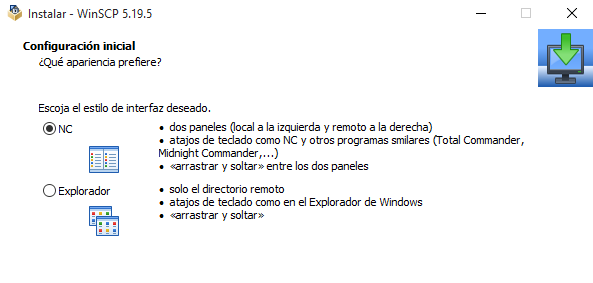 Instalar - WinSCP 5.19.5
Configuración inicial
¿Qué apariencia prefiere?
Escoja el estilo de interfaz deseado.
NC
• dos paneles (local a la izquierda y remoto a la derecha)
• atajos de teclado como NC y otros programas smilares (Total Commander,
Midnight Commander,...)
• «arrastrar y soltar» entre los dos paneles
Explorador
• solo el directorio remoto
• atajos de teclado como en el Explorador de Windows
• «arrastrar y soltar»